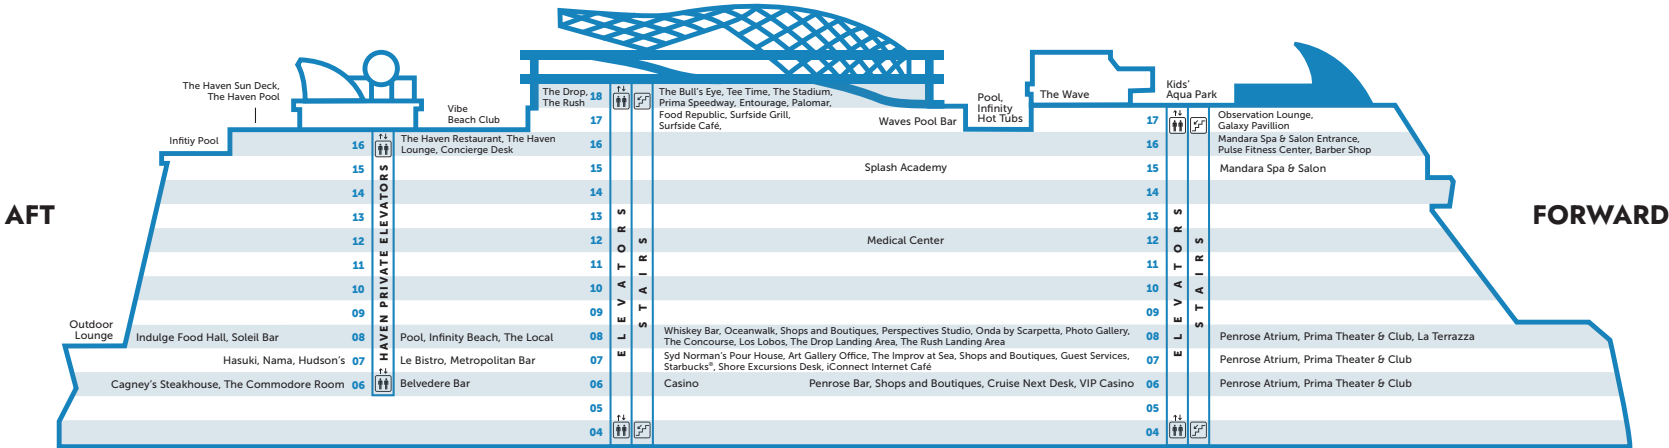 The Haven Sun Deck,
The Haven Pool
Infitiy Pool
Vibe
Beach Club
The Drop,
The Rush
18
The Bull's Eye, Tee Time, The Stadium,
Prima Speedway, Entourage, Palomar,
Food Republic, Surfside Grill,
Surfside Café,
17
Waves Pool Bar
Pool,
Infinity
Hot Tubs
The Wave
Kids'
Aqua Park
17
Observation Lounge,
Galaxy Pavillion
16
The Haven Restaurant, The Haven
Lounge, Concierge Desk
16
16
Mandara Spa & Salon Entrance,
Pulse Fitness Center, Barber Shop
15
15
Splash Academy
15
Mandara Spa & Salon
14
14
14
AFT
13
13
13
FORWARD
12
12
Medical Center
12
11
11
11
10
10
10
09
09
09
HAVEN PRIVATE ELEVATORS
ELEVATORS
STAIRS
ELEVATORS
STAIRS
Outdoor
Lounge
Indulge Food Hall, Soleil Bar
08
Pool, Infinity Beach, The Local
08
Whiskey Bar, Oceanwalk, Shops and Boutiques, Perspectives Studio, Onda by Scarpetta, Photo Gallery,
The Concourse, Los Lobos, The Drop Landing Area, The Rush Landing Area
08
Penrose Atrium, Prima Theater & Club, La Terrazza
Hasuki, Nama, Hudson's
07
Le Bistro, Metropolitan Bar
07
Syd Norman's Pour House, Art Gallery Office, The Improv at Sea, Shops and Boutiques, Guest Services,
Starbucks®, Shore Excursions Desk, iConnect Internet Café
07
Penrose Atrium, Prima Theater & Club
Cagney's Steakhouse, The Commodore Room
06
Belvedere Bar
06
Casino
Penrose Bar, Shops and Boutiques, Cruise Next Desk, VIP Casino
06
Penrose Atrium, Prima Theater & Club
05
05
04
04